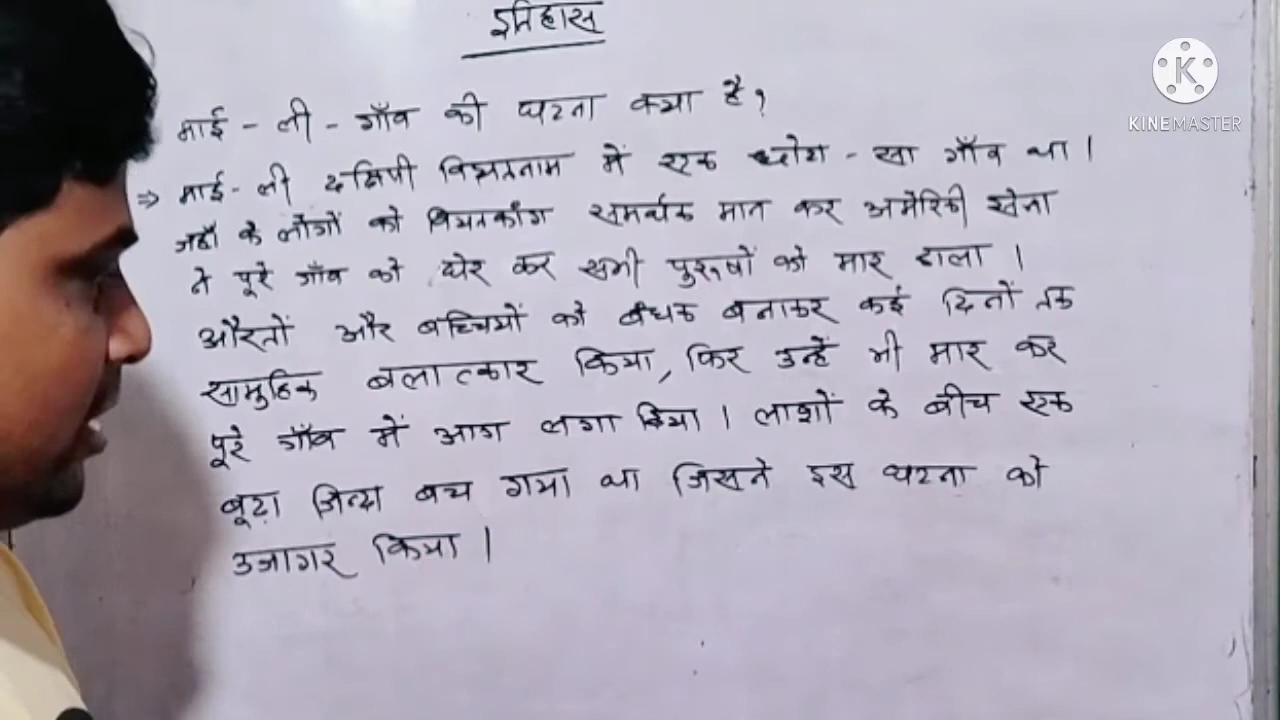 इतिहास
माई - ली - गाँव की घटना क्या है?
⇒ माई - ली दक्षिणी वियतनाम में एक छोटा - सा गाँव था।
जहाँ के लोगों को वियतकांग समर्थक मान कर अमेरिकी सेना
ने पूरे गाँव को घेर कर सभी पुरूषों को मार डाला ।
औरतों और बच्चियों को बंधक बनाकर कई दिनों तक
सामुहिक बलात्कार किया, फिर उन्हें भी मार कर
पूरे गाँव में आग लगा दिया । लाशों के बीच एक
बूढ़ा जिन्दा बच गया था जिसने इस घटना को
उजागर किया ।
KINEMASTER